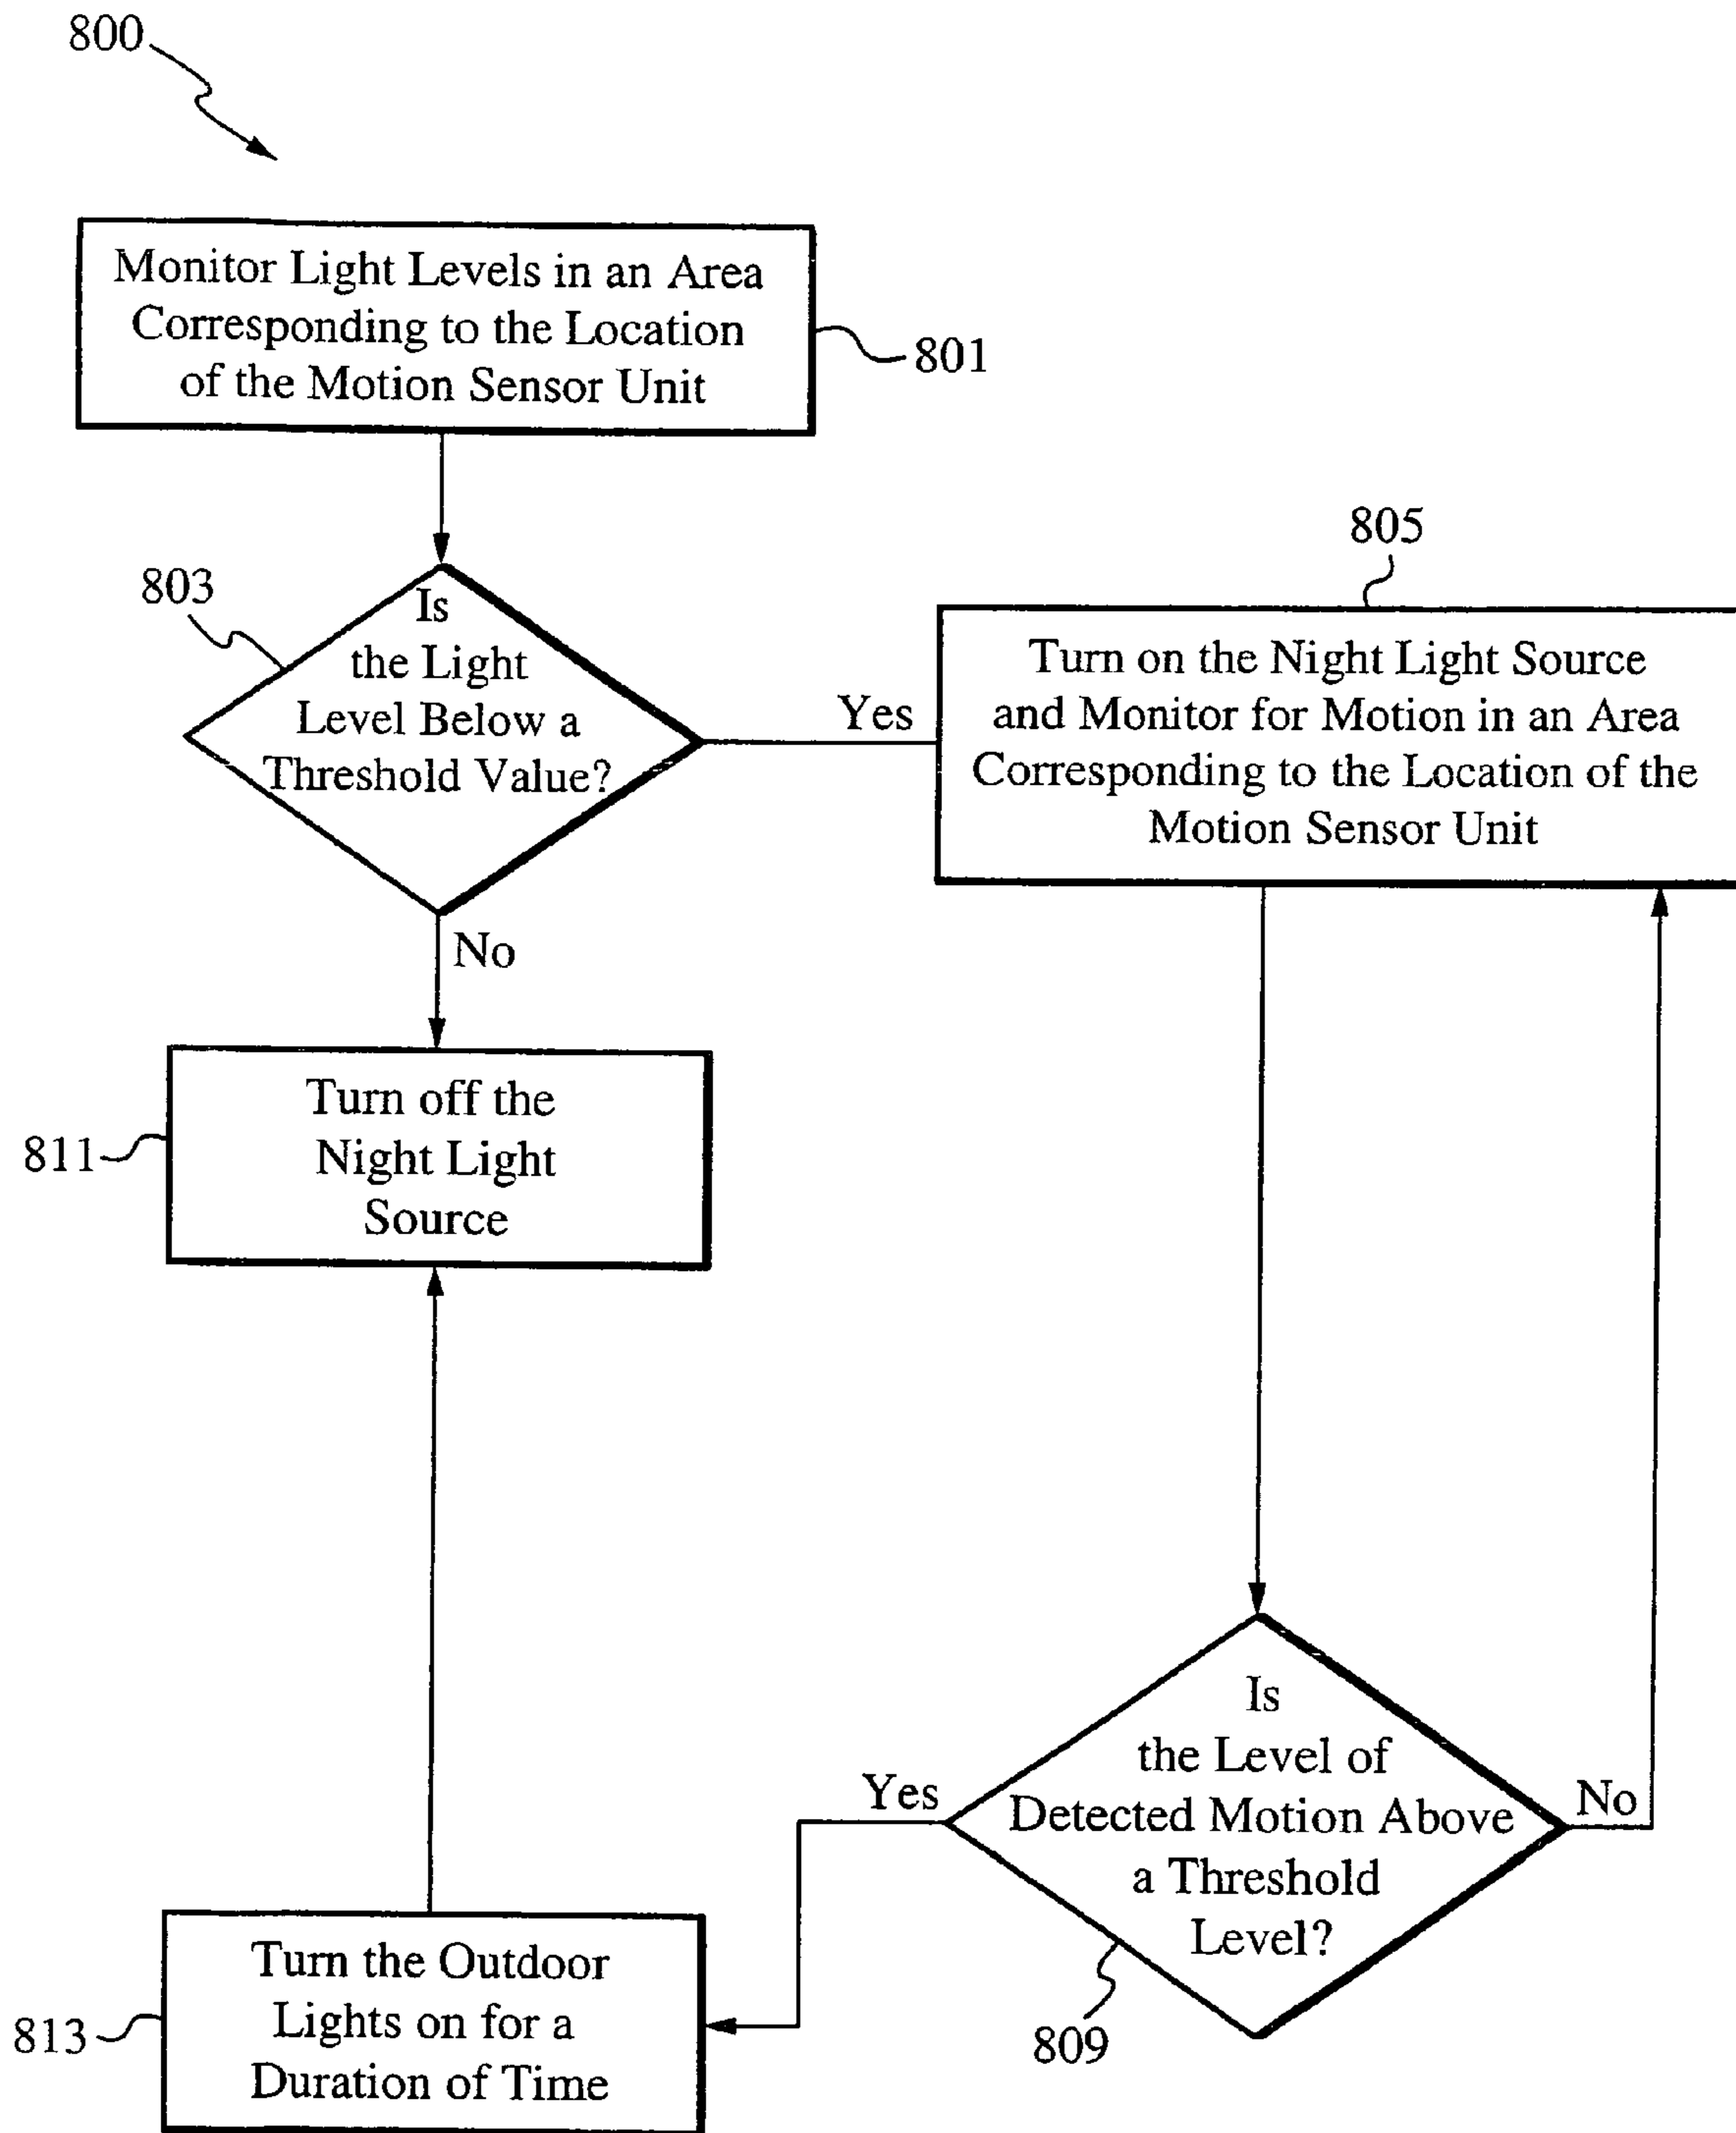 800
Monitor Light Levels in an Area
Corresponding to the Location
of the Motion Sensor Unit
801
803
Is
the Light
Level Below a
Threshold Value?
Yes
No
805
Turn on the Night Light Source
and Monitor for Motion in an Area
Corresponding to the Location of the
Motion Sensor Unit
811
Turn off the
Night Light
Source
Is
the Level of
Detected Motion Above
a Threshold
Level?
Yes
No
809
813
Turn the Outdoor
Lights on for a
Duration of Time